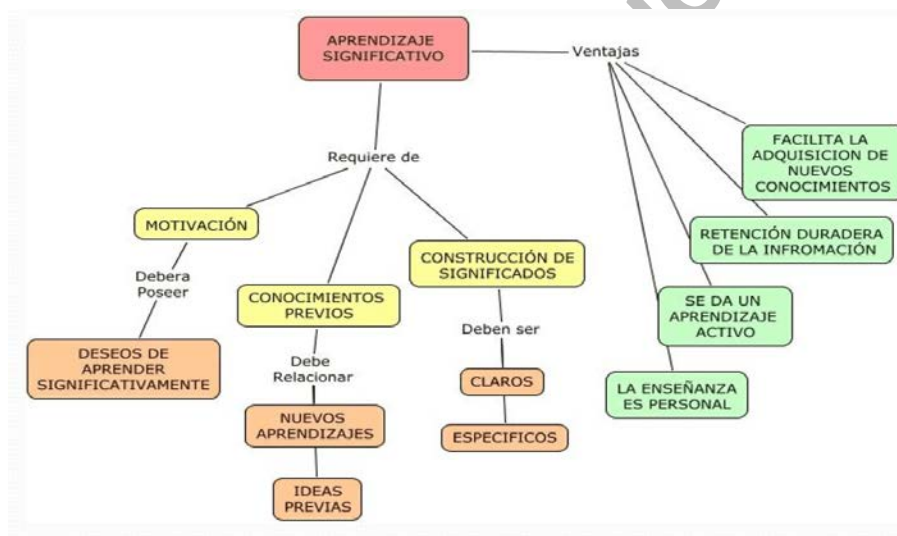 APRENDIZAJE
SIGNIFICATIVO
Ventajas
Requiere de
FACILITA LA
ADQUISICION DE
NUEVOS
CONOCIMIENTOS
MOTIVACIÓN
RETENCIÓN DURADERA
DE LA INFROMACIÓN
CONSTRUCCIÓN DE
SIGNIFICADOS
Debera
Poseer
CONOCIMIENTOS
PREVIOS
SE DA UN
APRENDIZAJE
ACTIVO
Deben ser
DESEOS DE
APRENDER
SIGNIFICATIVAMENTE
Debe
Relacionar
CLAROS
LA ENSEÑANZA
ES PERSONAL
NUEVOS
APRENDIZAJES
ESPECIFICOS
IDEAS
PREVIAS